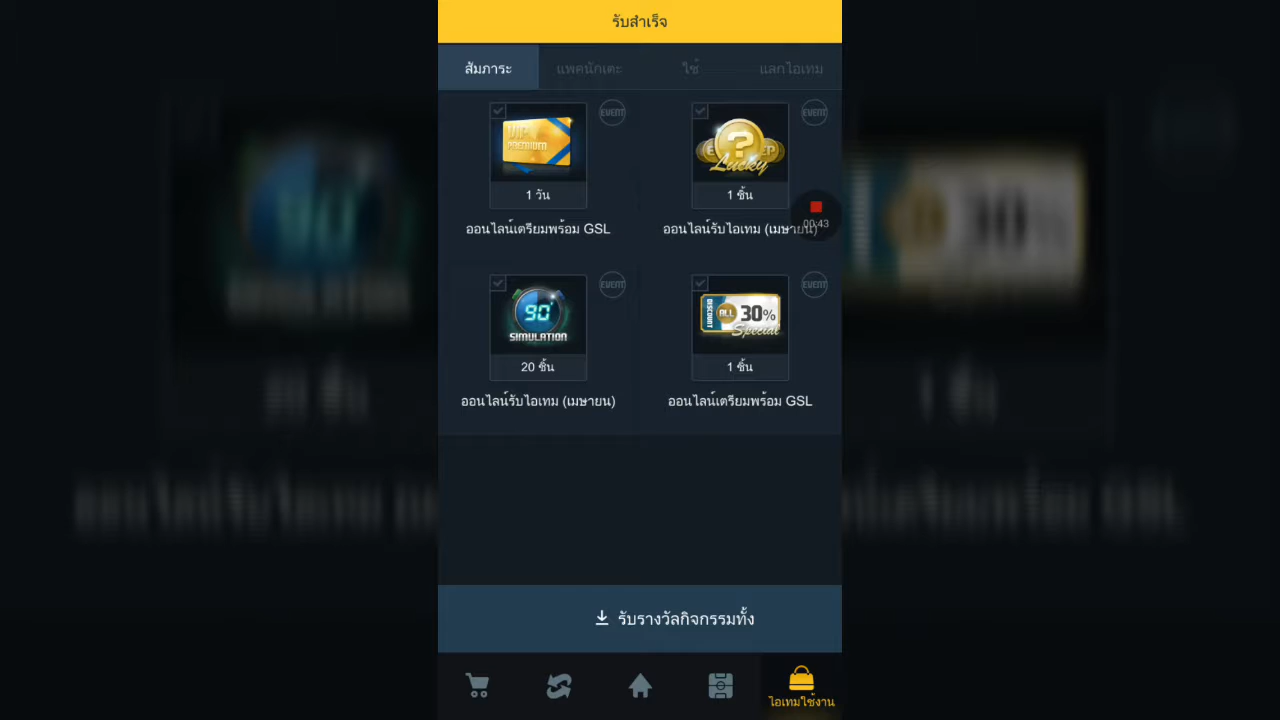 รับสำเร็จ
สัมภาระ แพคนักเตะ ใช้ แลกไอเทม
EVENT EVENT
VIP
PREMIUM
Lucky
1 วัน 1 ชิ้น
00:43
ออนไลน์เตรียมพร้อม GSL ออนไลน์รับไอเทม (เมษายน)
EVENT EVENT
90'
SIMULATION
DISCOUNT ALL 30%
Special
20 ชิ้น 1 ชิ้น
ออนไลน์รับไอเทม (เมษายน) ออนไลน์เตรียมพร้อม GSL
รับรางวัลกิจกรรมทั้ง
ไอเทมใช้งาน